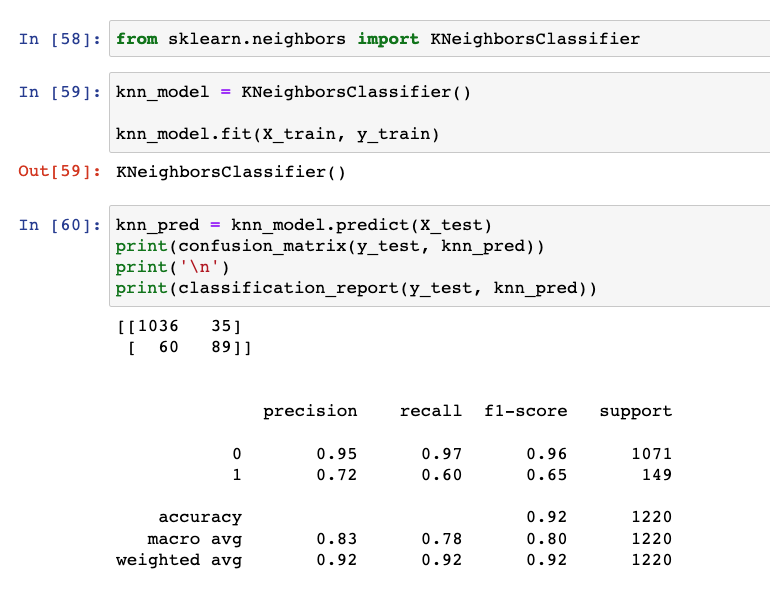 In [58]: from sklearn.neighbors import KNeighborsClassifier
In [59]: knn_model = KNeighborsClassifier()
knn_model.fit(X_train, y_train)
Out[59]: KNeighborsClassifier()
In [60]: knn_pred = knn_model.predict(X_test)
print(confusion_matrix(y_test, knn_pred))
print('\n')
print(classification_report(y_test, knn_pred))
[[1036   35]
 [  60   89]]
precision    recall  f1-score   support
0       0.95      0.97      0.96      1071
1       0.72      0.60      0.65       149
accuracy                           0.92      1220
macro avg       0.83      0.78      0.80      1220
weighted avg       0.92      0.92      0.92      1220